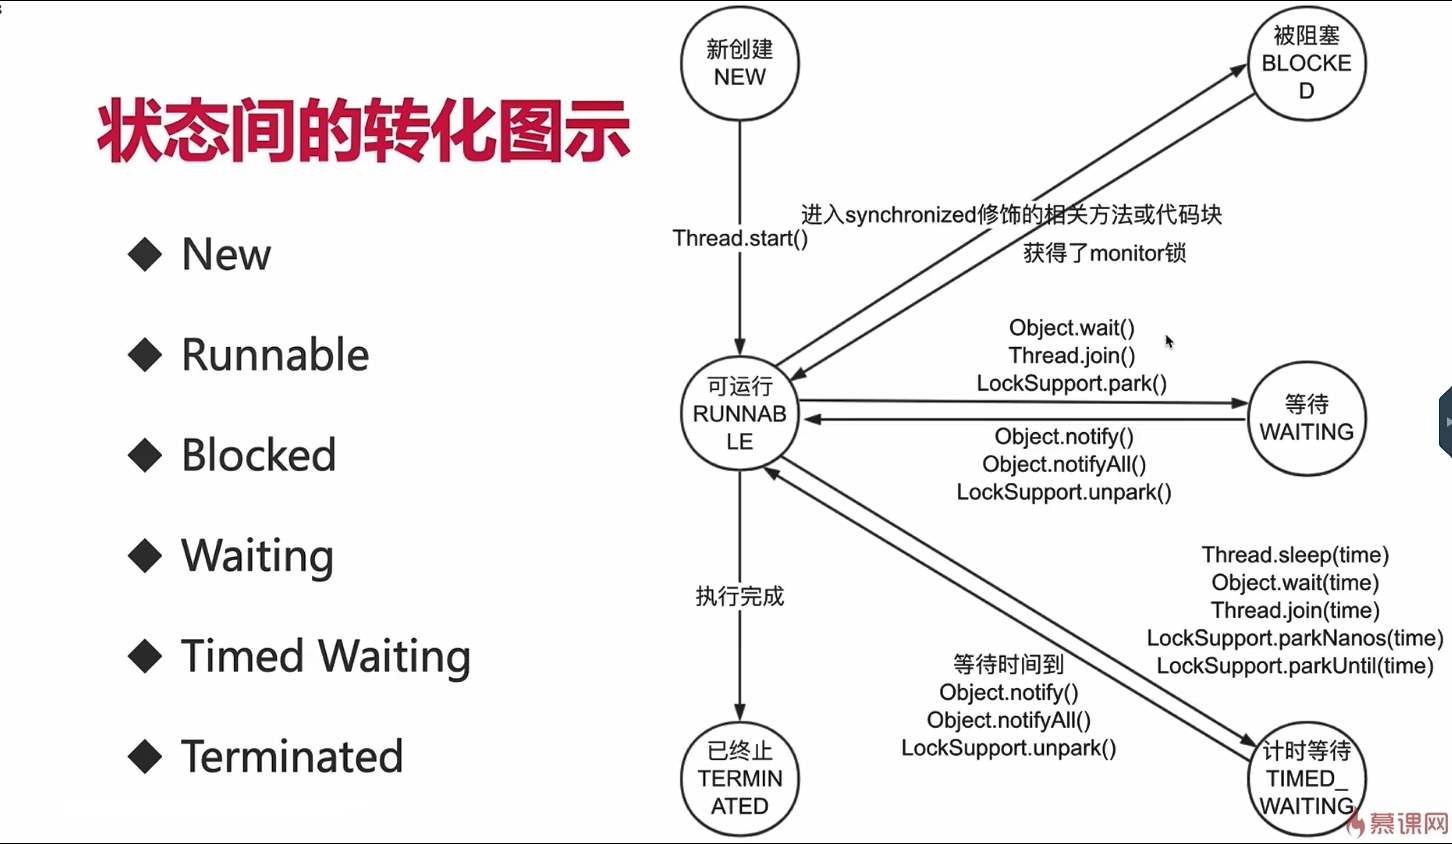 状态间的转化图示
New
Runnable
Blocked
Waiting
Timed Waiting
Terminated
新创建
NEW
被阻塞
BLOCKE
D
进入synchronized修饰的相关方法或代码块
Thread.start()
获得了monitor锁
Object.wait()
Thread.join()
LockSupport.park()
可运行
RUNNAB
LE
等待
WAITING
Object.notify()
Object.notifyAll()
LockSupport.unpark()
Thread.sleep(time)
Object.wait(time)
Thread.join(time)
LockSupport.parkNanos(time)
LockSupport.parkUntil(time)
执行完成
等待时间到
Object.notify()
Object.notifyAll()
LockSupport.unpark()
已终止
TERMIN
ATED
计时等待
TIMED_
WAITING
慕课网